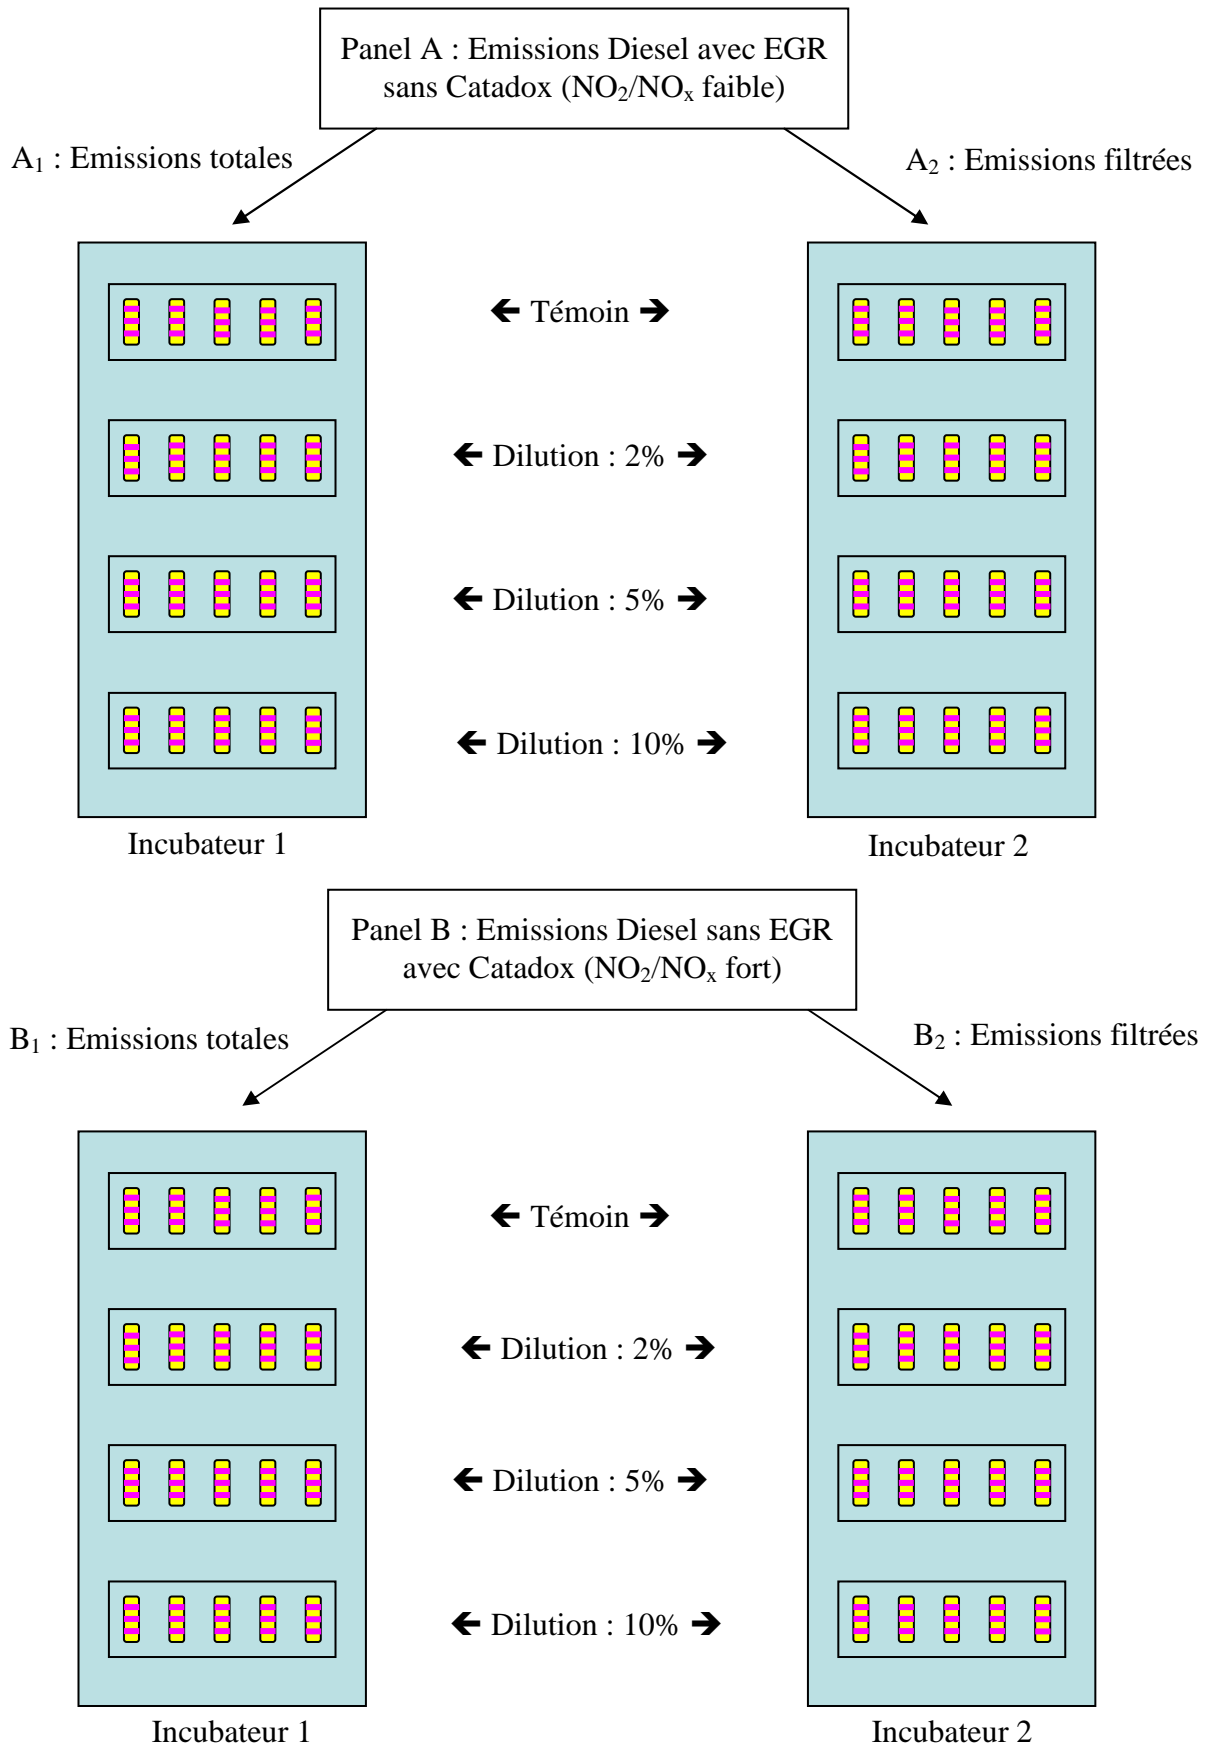 Panel A : Emissions Diesel avec EGR
sans Catadox (NO₂/NOₓ faible)
A₁ : Emissions totales
A₂ : Emissions filtrées
🡸 Témoin 🡺
🡸 Dilution : 2% 🡺
🡸 Dilution : 5% 🡺
🡸 Dilution : 10% 🡺
Incubateur 1
Incubateur 2
Panel B : Emissions Diesel sans EGR
avec Catadox (NO₂/NOₓ fort)
B₁ : Emissions totales
B₂ : Emissions filtrées
🡸 Témoin 🡺
🡸 Dilution : 2% 🡺
🡸 Dilution : 5% 🡺
🡸 Dilution : 10% 🡺
Incubateur 1
Incubateur 2